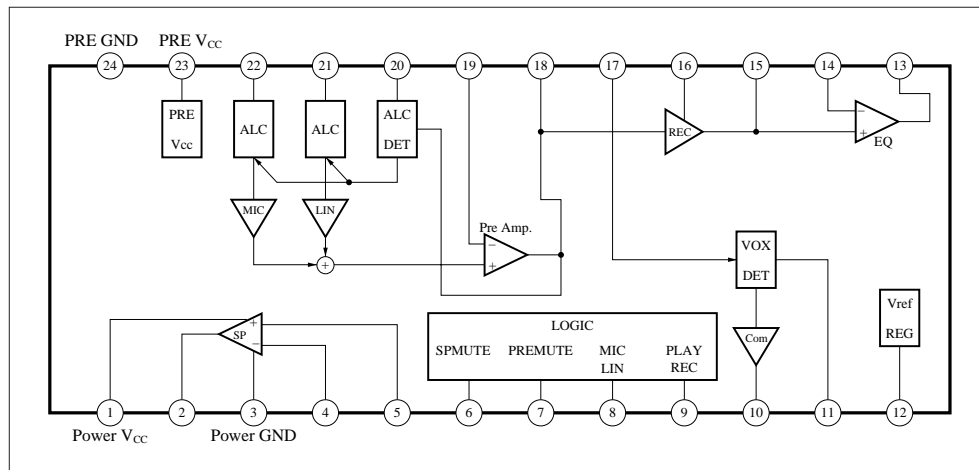 PRE GND PRE VCC
24 23 22 21 20 19 18 17 16 15 14 13
PRE
Vcc
ALC
ALC
ALC
DET
REC
−
+
EQ
MIC
LIN
Pre Amp.
−
+
+
VOX
DET
Vref
REG
SP
+
−
LOGIC
SPMUTE PREMUTE MIC PLAY
LIN REC
Com
1 2 3 4 5 6 7 8 9 10 11 12
Power VCC Power GND